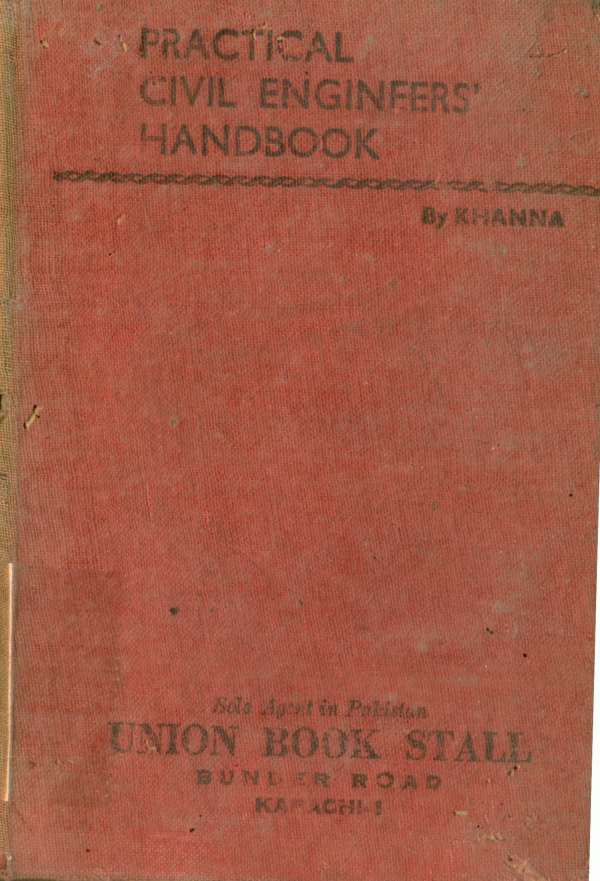 PRACTICAL
CIVIL ENGINEERS'
HANDBOOK
By KHANNA
Sole Agent in Pakistan
UNION BOOK STALL
BUNDER ROAD
KARACHI-1